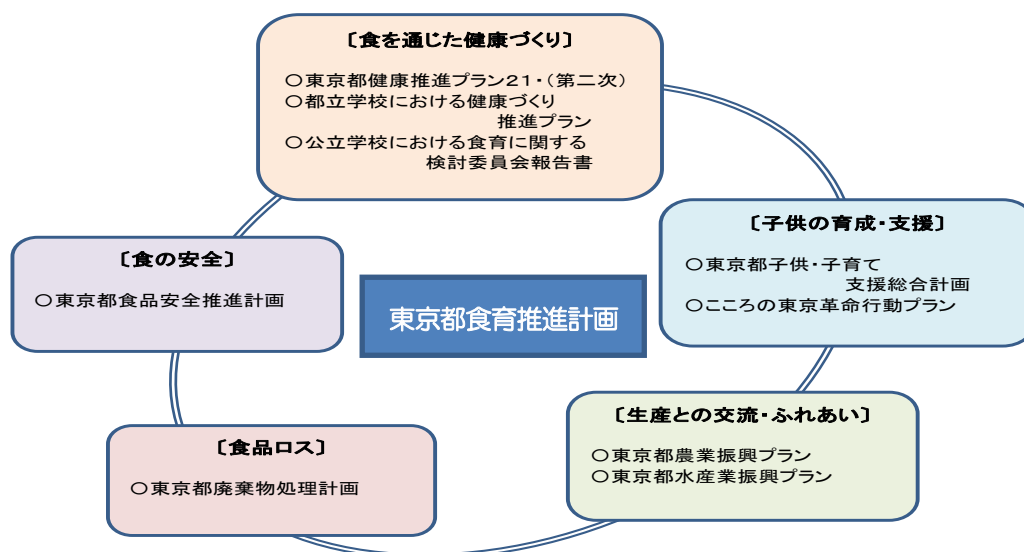 〔食を通じた健康づくり〕
○東京都健康推進プラン21・(第二次)
○都立学校における健康づくり
推進プラン
○公立学校における食育に関する
検討委員会報告書
〔子供の育成・支援〕
○東京都子供・子育て
支援総合計画
○こころの東京革命行動プラン
〔食の安全〕
○東京都食品安全推進計画
東京都食育推進計画
〔生産との交流・ふれあい〕
○東京都農業振興プラン
○東京都水産業振興プラン
〔食品ロス〕
○東京都廃棄物処理計画